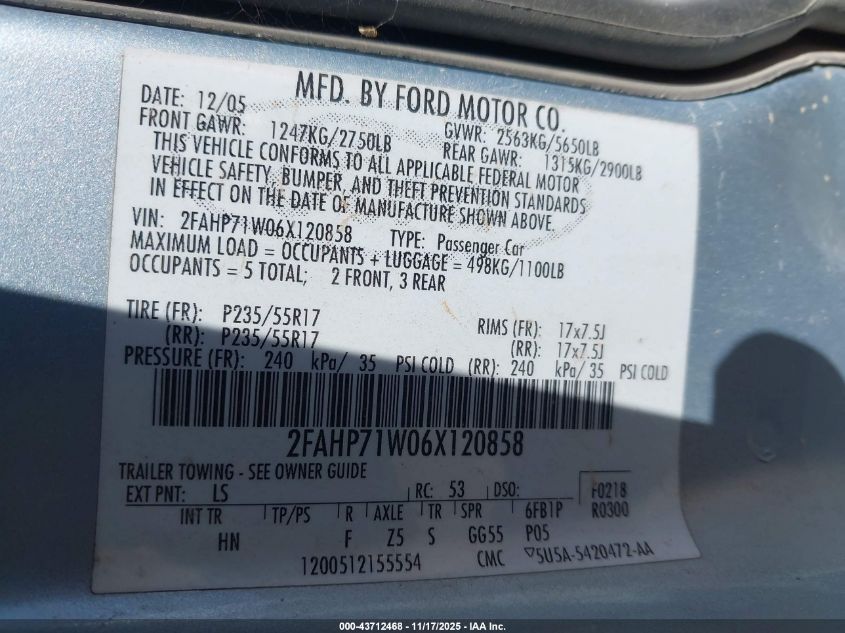 MFD. BY FORD MOTOR CO.
DATE: 12/05 GVWR: 2563KG/5650LB
FRONT GAWR: 1247KG/2750LB REAR GAWR: 1315KG/2900LB
THIS VEHICLE CONFORMS TO ALL APPLICABLE FEDERAL MOTOR
VEHICLE SAFETY, BUMPER, AND THEFT PREVENTION STANDARDS
IN EFFECT ON THE DATE OF MANUFACTURE SHOWN ABOVE.
VIN: 2FAHP71W06X120858 TYPE: Passenger Car
MAXIMUM LOAD = OCCUPANTS + LUGGAGE = 498KG/1100LB
OCCUPANTS = 5 TOTAL; 2 FRONT, 3 REAR
TIRE (FR): P235/55R17 RIMS (FR): 17x7.5J
(RR): P235/55R17 (RR): 17x7.5J
PRESSURE (FR): 240 kPa/ 35 PSI COLD (RR): 240 kPa/ 35 PSI COLD
2FAHP71W06X120858
TRAILER TOWING - SEE OWNER GUIDE
EXT PNT: LS RC: 53 DSO: F0218
INT TR TP/PS R AXLE TR SPR 6FB1P R0300
HN F Z5 S GG55 P05
1200512155554 CMC ▽5U5A-5420472-AA
000-43712468 - 11/17/2025 - IAA Inc.